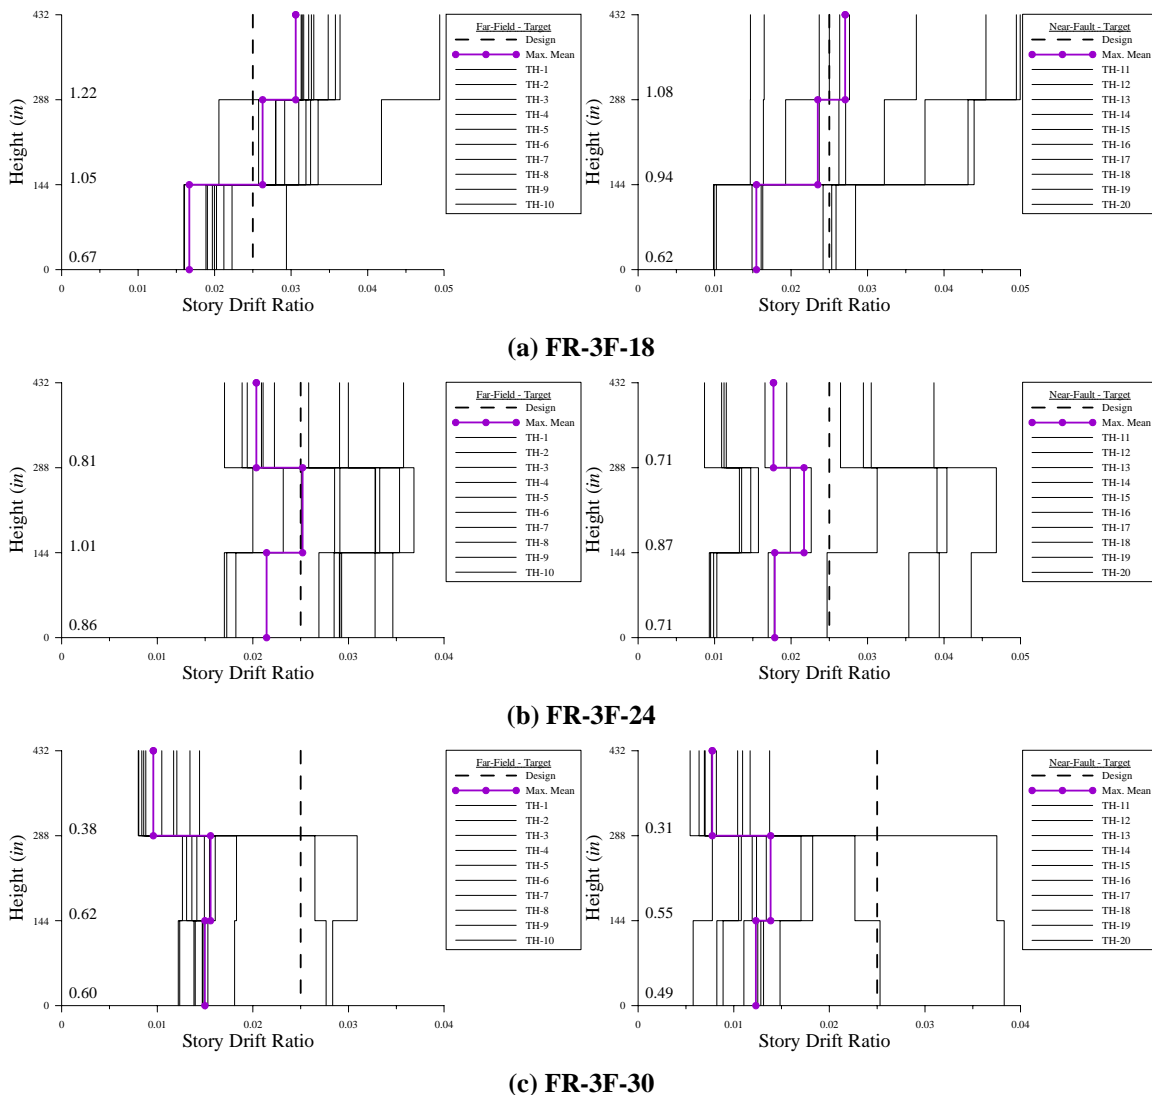 Far-Field - Target
Design
Max. Mean
TH-1
TH-2
TH-3
TH-4
TH-5
TH-6
TH-7
TH-8
TH-9
TH-10
Height (in)
432
288
144
0
1.22
1.05
0.67
0 0.01 0.02 0.03 0.04 0.05
Story Drift Ratio
Near-Fault - Target
Design
Max. Mean
TH-11
TH-12
TH-13
TH-14
TH-15
TH-16
TH-17
TH-18
TH-19
TH-20
Height (in)
432
288
144
0
1.08
0.94
0.62
0 0.01 0.02 0.03 0.04 0.05
Story Drift Ratio
(a) FR-3F-18
Far-Field - Target
Design
Max. Mean
TH-1
TH-2
TH-3
TH-4
TH-5
TH-6
TH-7
TH-8
TH-9
TH-10
Height (in)
432
288
144
0
0.81
1.01
0.86
0 0.01 0.02 0.03 0.04
Story Drift Ratio
Near-Fault - Target
Design
Max. Mean
TH-11
TH-12
TH-13
TH-14
TH-15
TH-16
TH-17
TH-18
TH-19
TH-20
Height (in)
432
288
144
0
0.71
0.87
0.71
0 0.01 0.02 0.03 0.04 0.05
Story Drift Ratio
(b) FR-3F-24
Far-Field - Target
Design
Max. Mean
TH-1
TH-2
TH-3
TH-4
TH-5
TH-6
TH-7
TH-8
TH-9
TH-10
Height (in)
432
288
144
0
0.38
0.62
0.60
0 0.01 0.02 0.03 0.04
Story Drift Ratio
Near-Fault - Target
Design
Max. Mean
TH-11
TH-12
TH-13
TH-14
TH-15
TH-16
TH-17
TH-18
TH-19
TH-20
Height (in)
432
288
144
0
0.31
0.55
0.49
0 0.01 0.02 0.03 0.04
Story Drift Ratio
(c) FR-3F-30